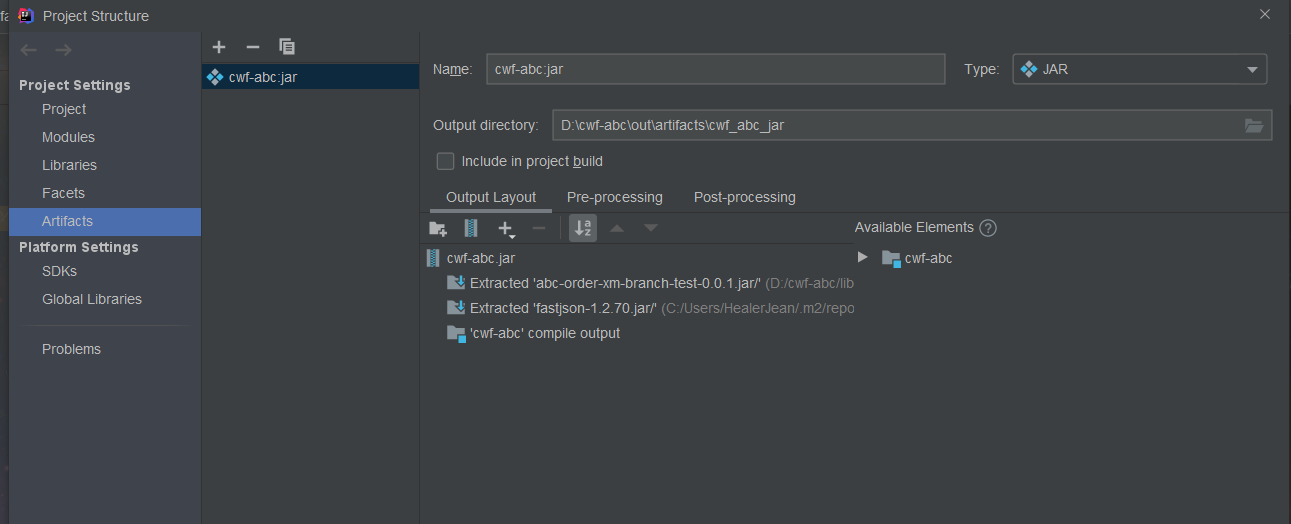 Project Structure
Project Settings
Project
Modules
Libraries
Facets
Artifacts
Platform Settings
SDKs
Global Libraries
Problems
cwf-abc:jar
Name: cwf-abc:jar Type: JAR
Output directory: D:\cwf-abc\out\artifacts\cwf_abc_jar
Include in project build
Output Layout Pre-processing Post-processing
cwf-abc.jar
Extracted 'abc-order-xm-branch-test-0.0.1.jar/' (D:/cwf-abc/lib
Extracted 'fastjson-1.2.70.jar/' (C:/Users/HealerJean/.m2/repo
'cwf-abc' compile output
Available Elements ?
cwf-abc